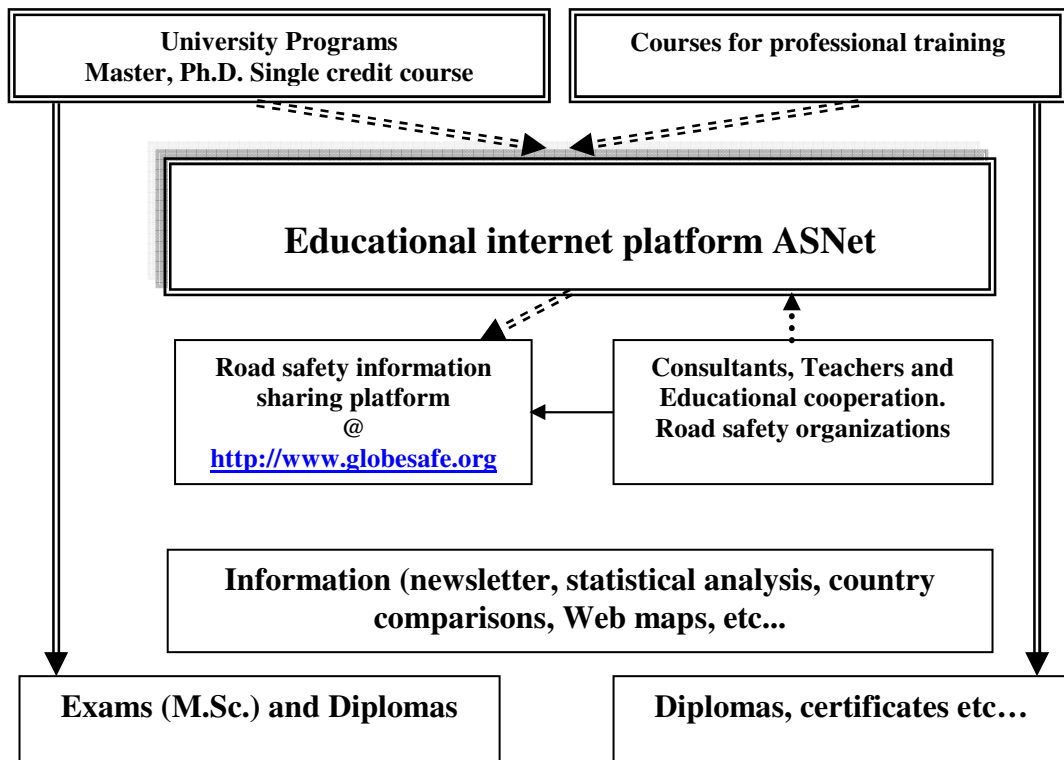 University Programs
Master, Ph.D. Single credit course
Courses for professional training
Educational internet platform ASNet
Road safety information
sharing platform
@
http://www.globesafe.org
Consultants, Teachers and
Educational cooperation.
Road safety organizations
Information (newsletter, statistical analysis, country
comparisons, Web maps, etc...
Exams (M.Sc.) and Diplomas
Diplomas, certificates etc…